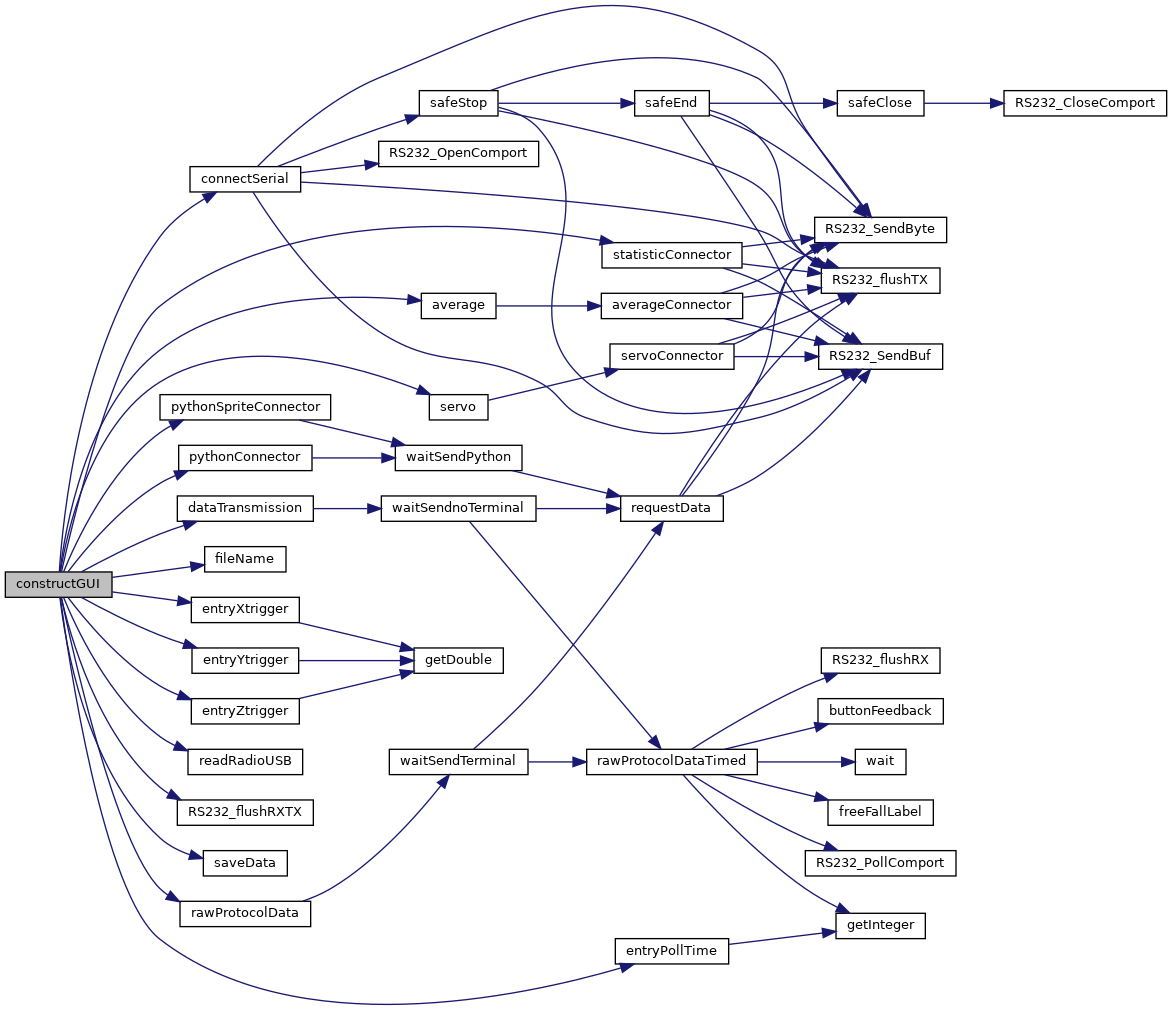 safeStop
safeEnd
safeClose
RS232_CloseComport
RS232_OpenComport
connectSerial
RS232_SendByte
statisticConnector
RS232_flushTX
average
averageConnector
servoConnector
RS232_SendBuf
pythonSpriteConnector
servo
pythonConnector
waitSendPython
dataTransmission
waitSendnoTerminal
requestData
fileName
constructGUI
entryXtrigger
entryYtrigger
getDouble
RS232_flushRX
entryZtrigger
buttonFeedback
readRadioUSB
waitSendTerminal
rawProtocolDataTimed
wait
RS232_flushRXTX
freeFallLabel
saveData
RS232_PollComport
rawProtocolData
getInteger
entryPollTime